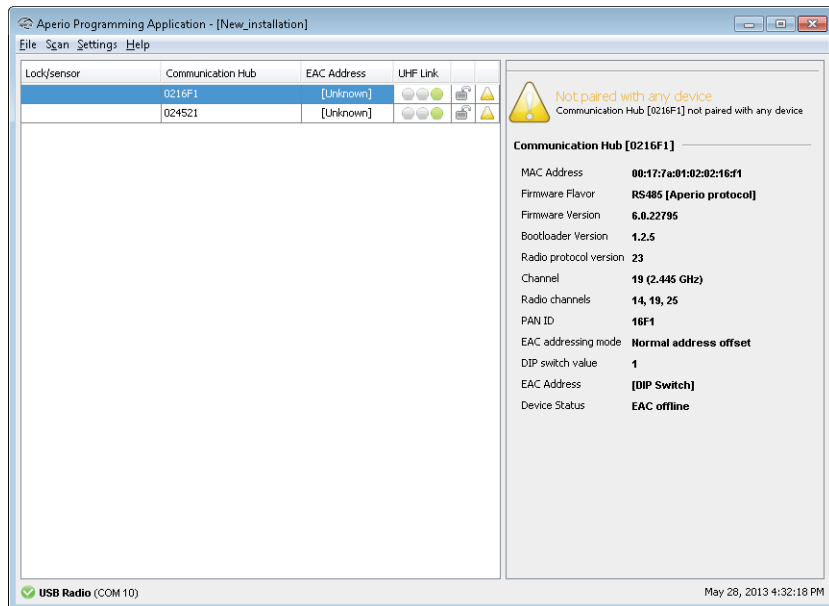 Aperio Programming Application - [New_installation]
File Scan Settings Help
Lock/sensor Communication Hub EAC Address UHF Link
0216F1 [Unknown]
024521 [Unknown]
Not paired with any device
Communication Hub [0216F1] not paired with any device
Communication Hub [0216F1]
MAC Address 00:17:7a:01:02:02:16:f1
Firmware Flavor RS485 [Aperio protocol]
Firmware Version 6.0.22795
Bootloader Version 1.2.5
Radio protocol version 23
Channel 19 (2.445 GHz)
Radio channels 14, 19, 25
PAN ID 16F1
EAC addressing mode Normal address offset
DIP switch value 1
EAC Address [DIP Switch]
Device Status EAC offline
USB Radio (COM 10) May 28, 2013 4:32:18 PM